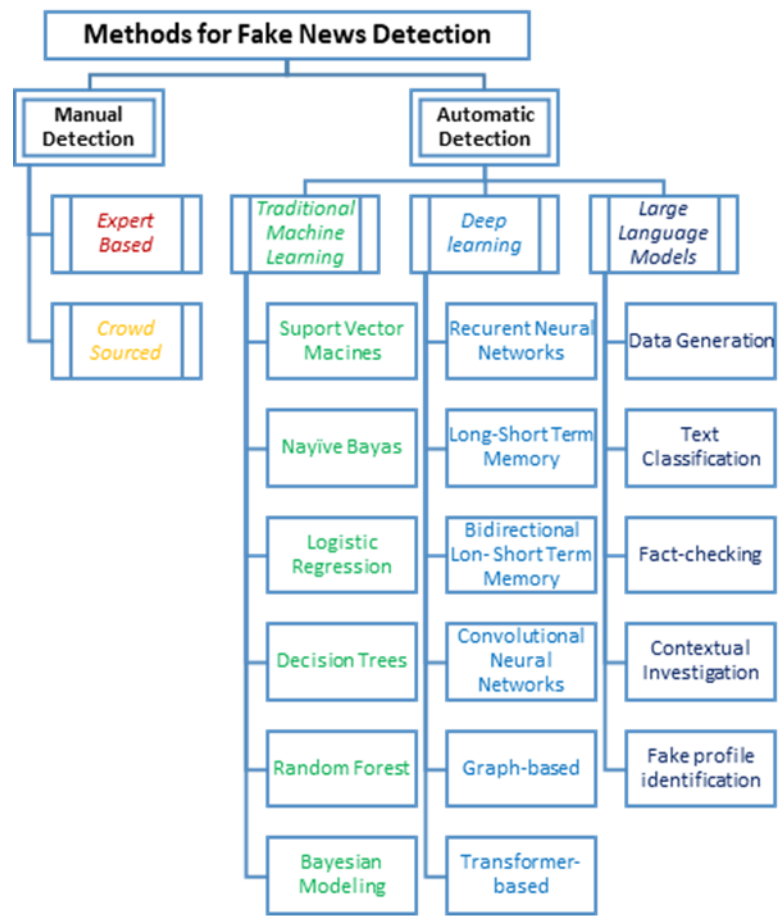 Methods for Fake News Detection
Manual
Detection
Automatic
Detection
Expert
Based
Crowd
Sourced
Traditional
Machine
Learning
Suport Vector
Macines
Nayïve Bayas
Logistic
Regression
Decision Trees
Random Forest
Bayesian
Modeling
Deep
learning
Recurent Neural
Networks
Long-Short Term
Memory
Bidirectional
Lon- Short Term
Memory
Convolutional
Neural
Networks
Graph-based
Transformer-
based
Large
Language
Models
Data Generation
Text
Classification
Fact-checking
Contextual
Investigation
Fake profile
identification